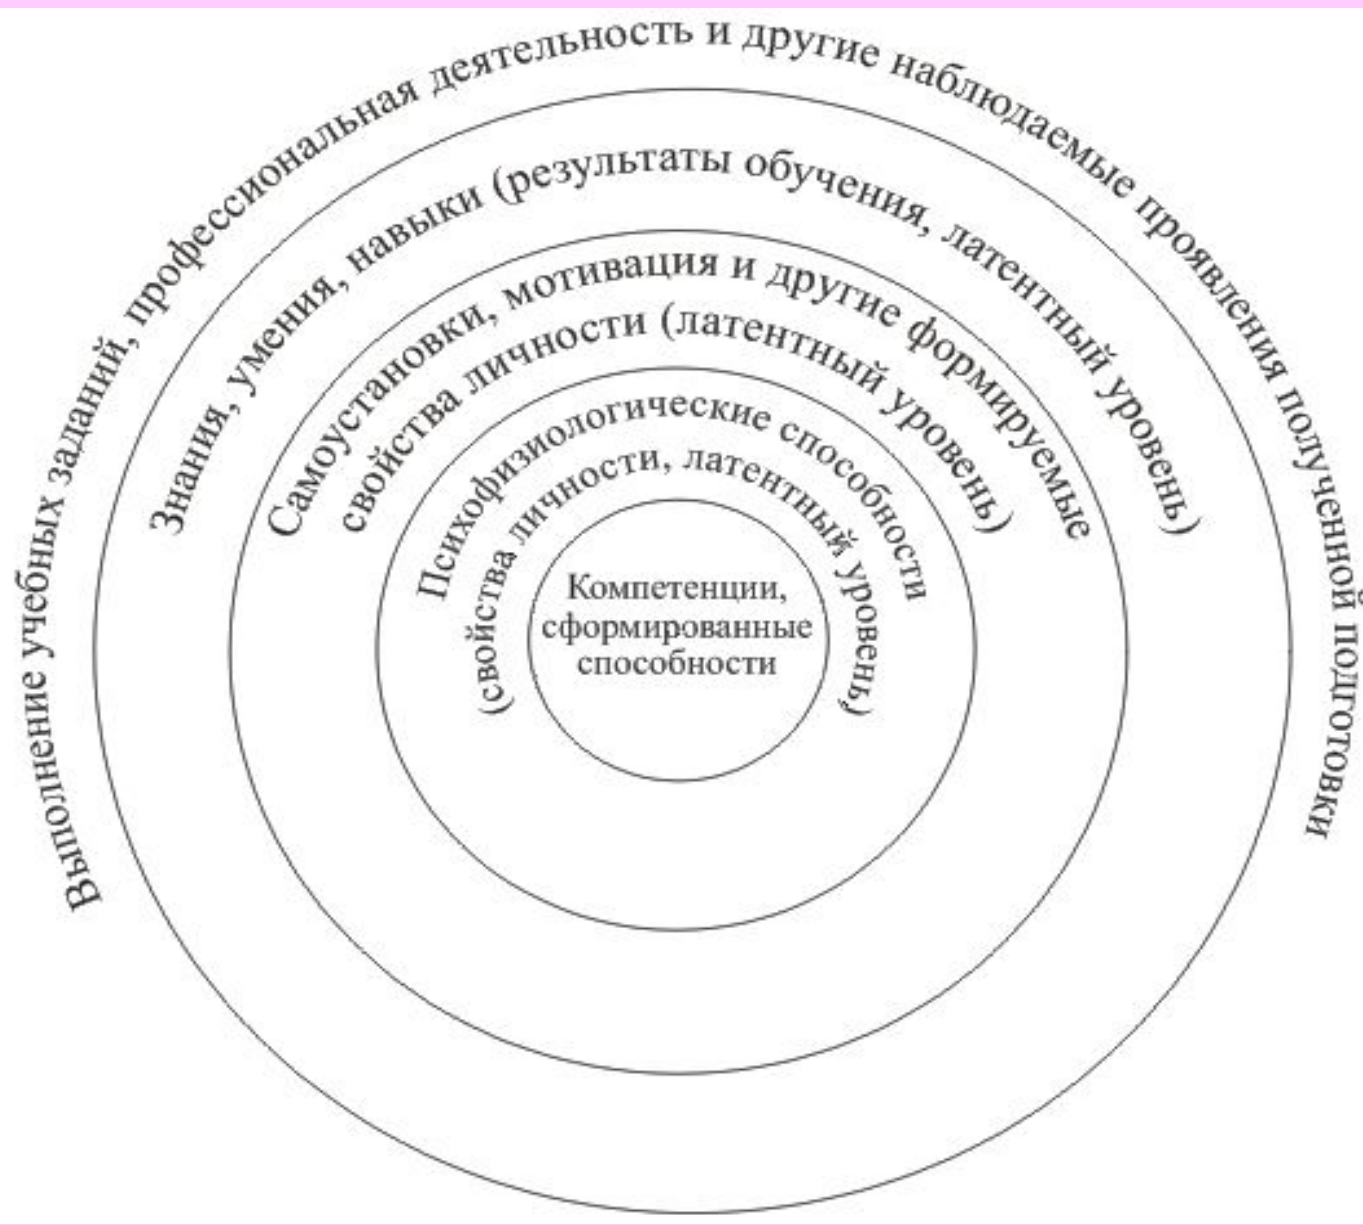 Выполнение учебных заданий, профессиональная деятельность и другие наблюдаемые проявления полученной подготовки
Знания, умения, навыки (результаты обучения, латентный уровень)
Самоустановки, мотивация и другие формируемые
свойства личности (латентный уровень)
Психофизиологические способности
(свойства личности, латентный уровень)
Компетенции,
сформированные
способности